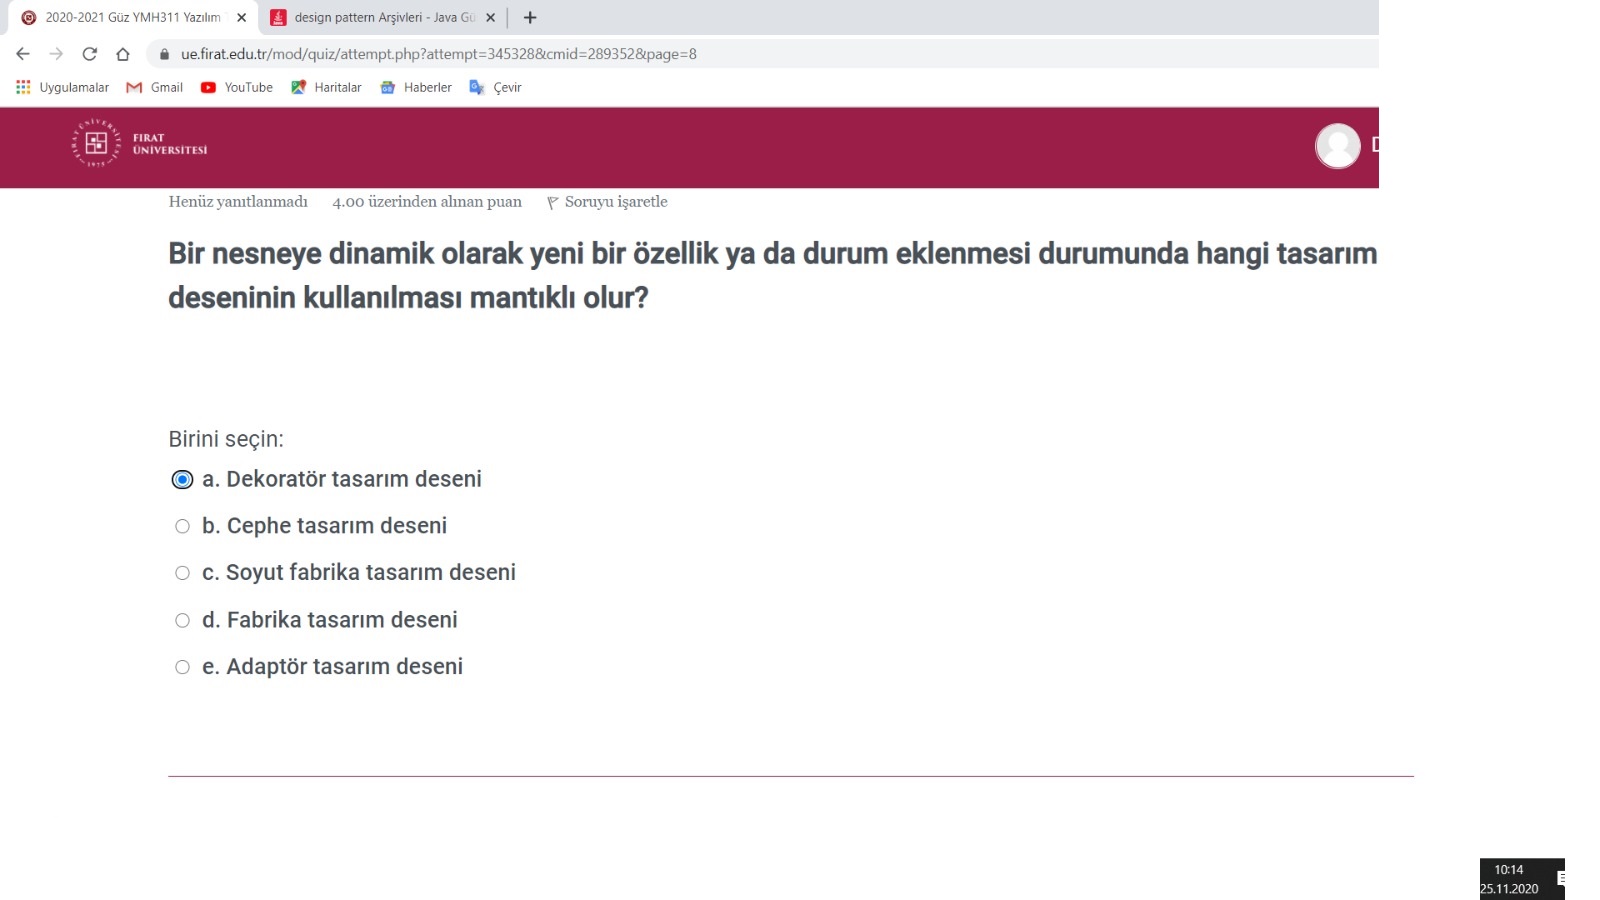 2020-2021 Güz YMH311 Yazılım
design pattern Arşivleri - Java Gü
ue.firat.edu.tr/mod/quiz/attempt.php?attempt=345328&cmid=289352&page=8
Uygulamalar Gmail YouTube Haritalar Haberler Çevir
FIRAT
ÜNİVERSİTESİ
Henüz yanıtlanmadı 4.00 üzerinden alınan puan Soruyu işaretle
Bir nesneye dinamik olarak yeni bir özellik ya da durum eklenmesi durumunda hangi tasarım
deseninin kullanılması mantıklı olur?
Birini seçin:
a. Dekoratör tasarım deseni
b. Cephe tasarım deseni
c. Soyut fabrika tasarım deseni
d. Fabrika tasarım deseni
e. Adaptör tasarım deseni
10:14
25.11.2020